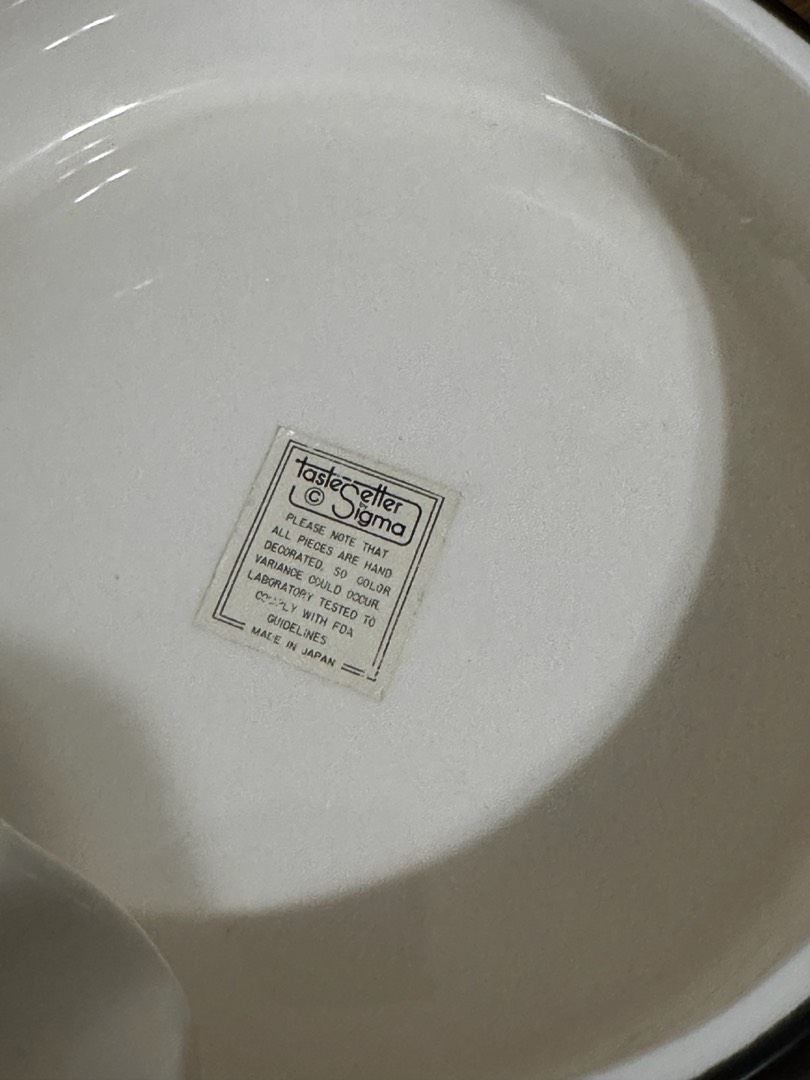 tasteSetter
© by Sigma
PLEASE NOTE THAT
ALL PIECES ARE HAND
DECORATED, SO COLOR
VARIANCE COULD OCCUR.
LABORATORY TESTED TO
COMPLY WITH FDA
GUIDELINES
MADE IN JAPAN